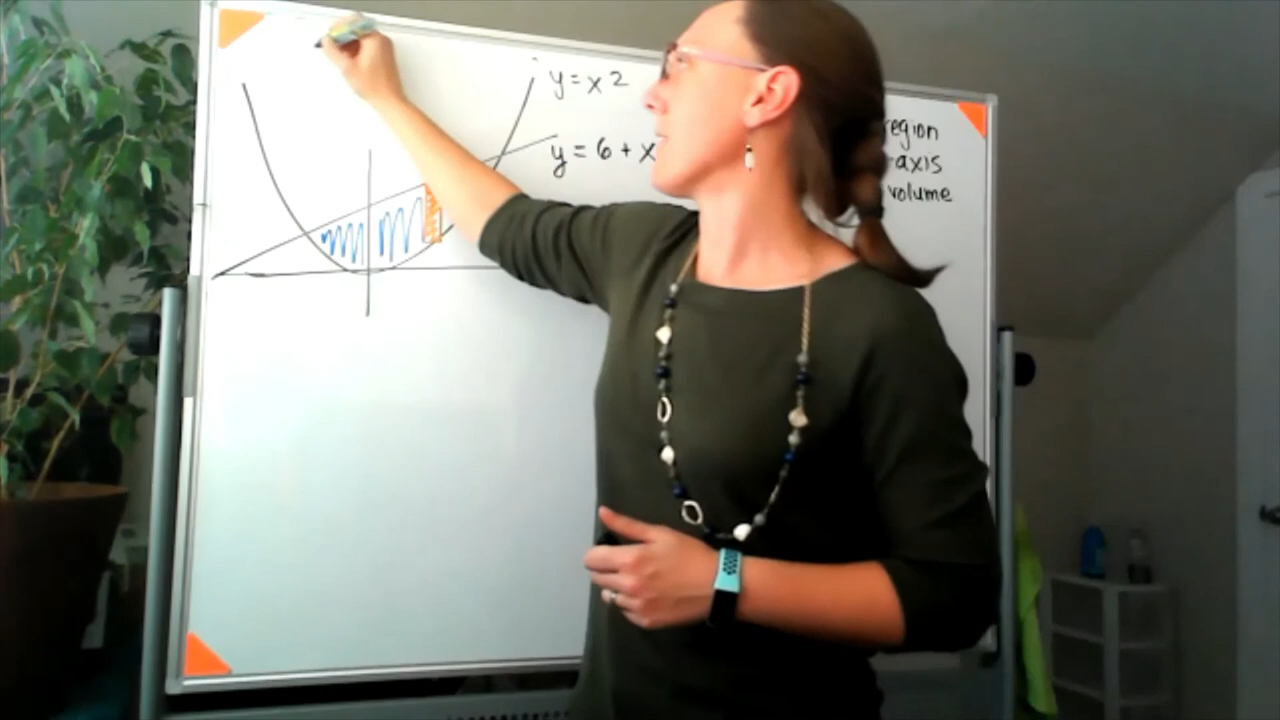 y = x 2
y = 6 + x
region
axis
volume